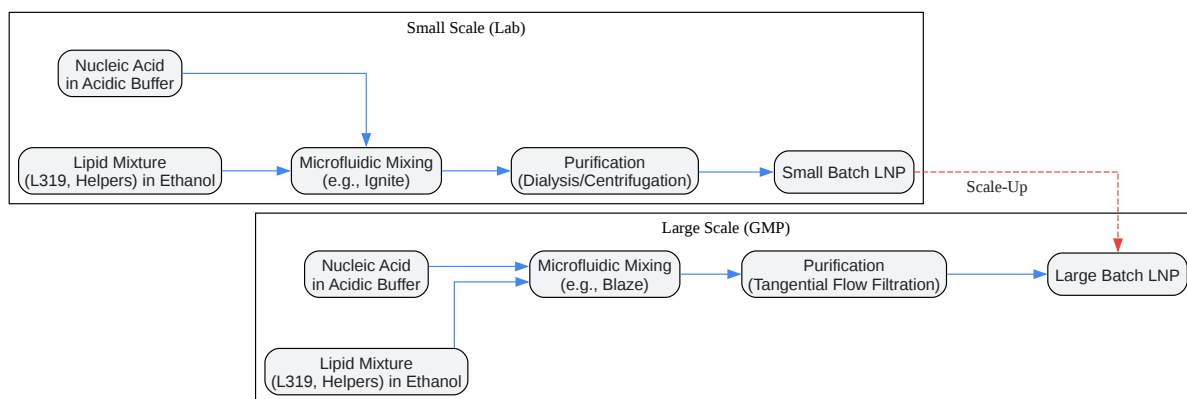 Small Scale (Lab)
Nucleic Acid
in Acidic Buffer
Lipid Mixture
(L319, Helpers) in Ethanol
Microfluidic Mixing
(e.g., Ignite)
Purification
(Dialysis/Centrifugation)
Small Batch LNP
Scale-Up
Large Scale (GMP)
Nucleic Acid
in Acidic Buffer
Lipid Mixture
(L319, Helpers) in Ethanol
Microfluidic Mixing
(e.g., Blaze)
Purification
(Tangential Flow Filtration)
Large Batch LNP